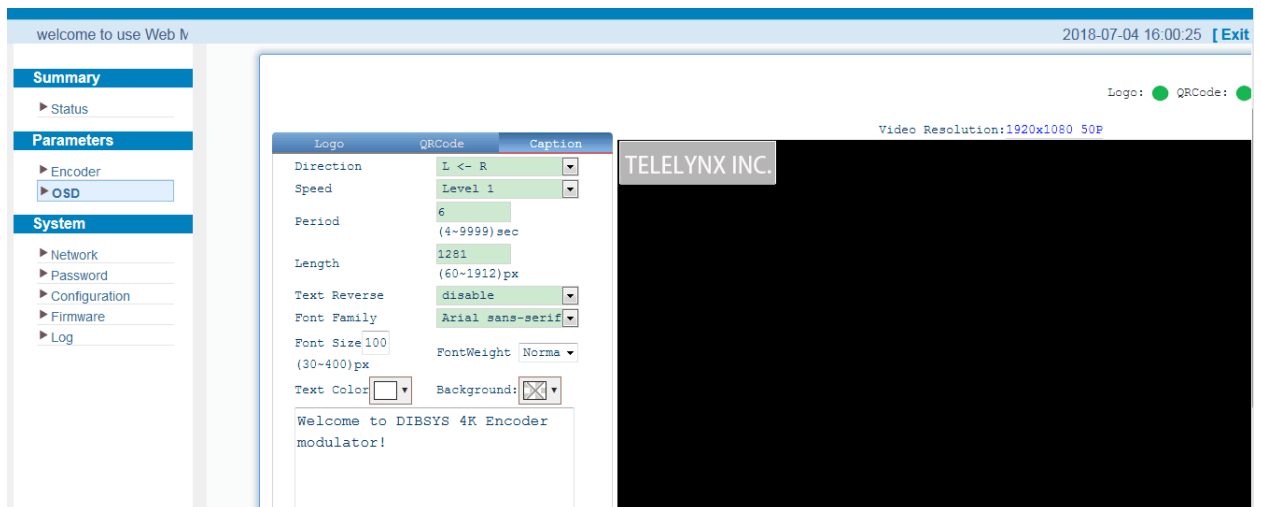 welcome to use Web M
2018-07-04 16:00:25 [ Exit
Summary
Status
Parameters
Encoder
OSD
System
Network
Password
Configuration
Firmware
Log
Logo: QRCode:
Video Resolution:1920x1080 50P
Logo QRCode Caption
Direction L <- R
Speed Level 1
Period 6
(4~9999)sec
Length 1281
(60~1912)px
Text Reverse disable
Font Family Arial sans-serif
Font Size 100
(30~400)px
FontWeight Norma
Text Color Background:
Welcome to DIBSYS 4K Encoder
modulator!
TELELYNX INC.